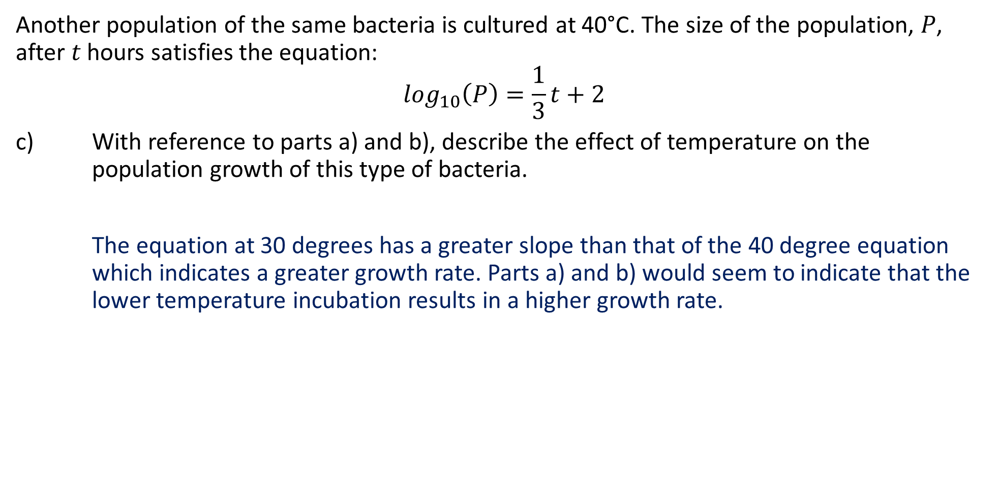 Another population of the same bacteria is cultured at 40°C. The size of the population, P,
after t hours satisfies the equation:
log₁₀(P) = 1/3 t + 2
c) With reference to parts a) and b), describe the effect of temperature on the
population growth of this type of bacteria.
The equation at 30 degrees has a greater slope than that of the 40 degree equation
which indicates a greater growth rate. Parts a) and b) would seem to indicate that the
lower temperature incubation results in a higher growth rate.